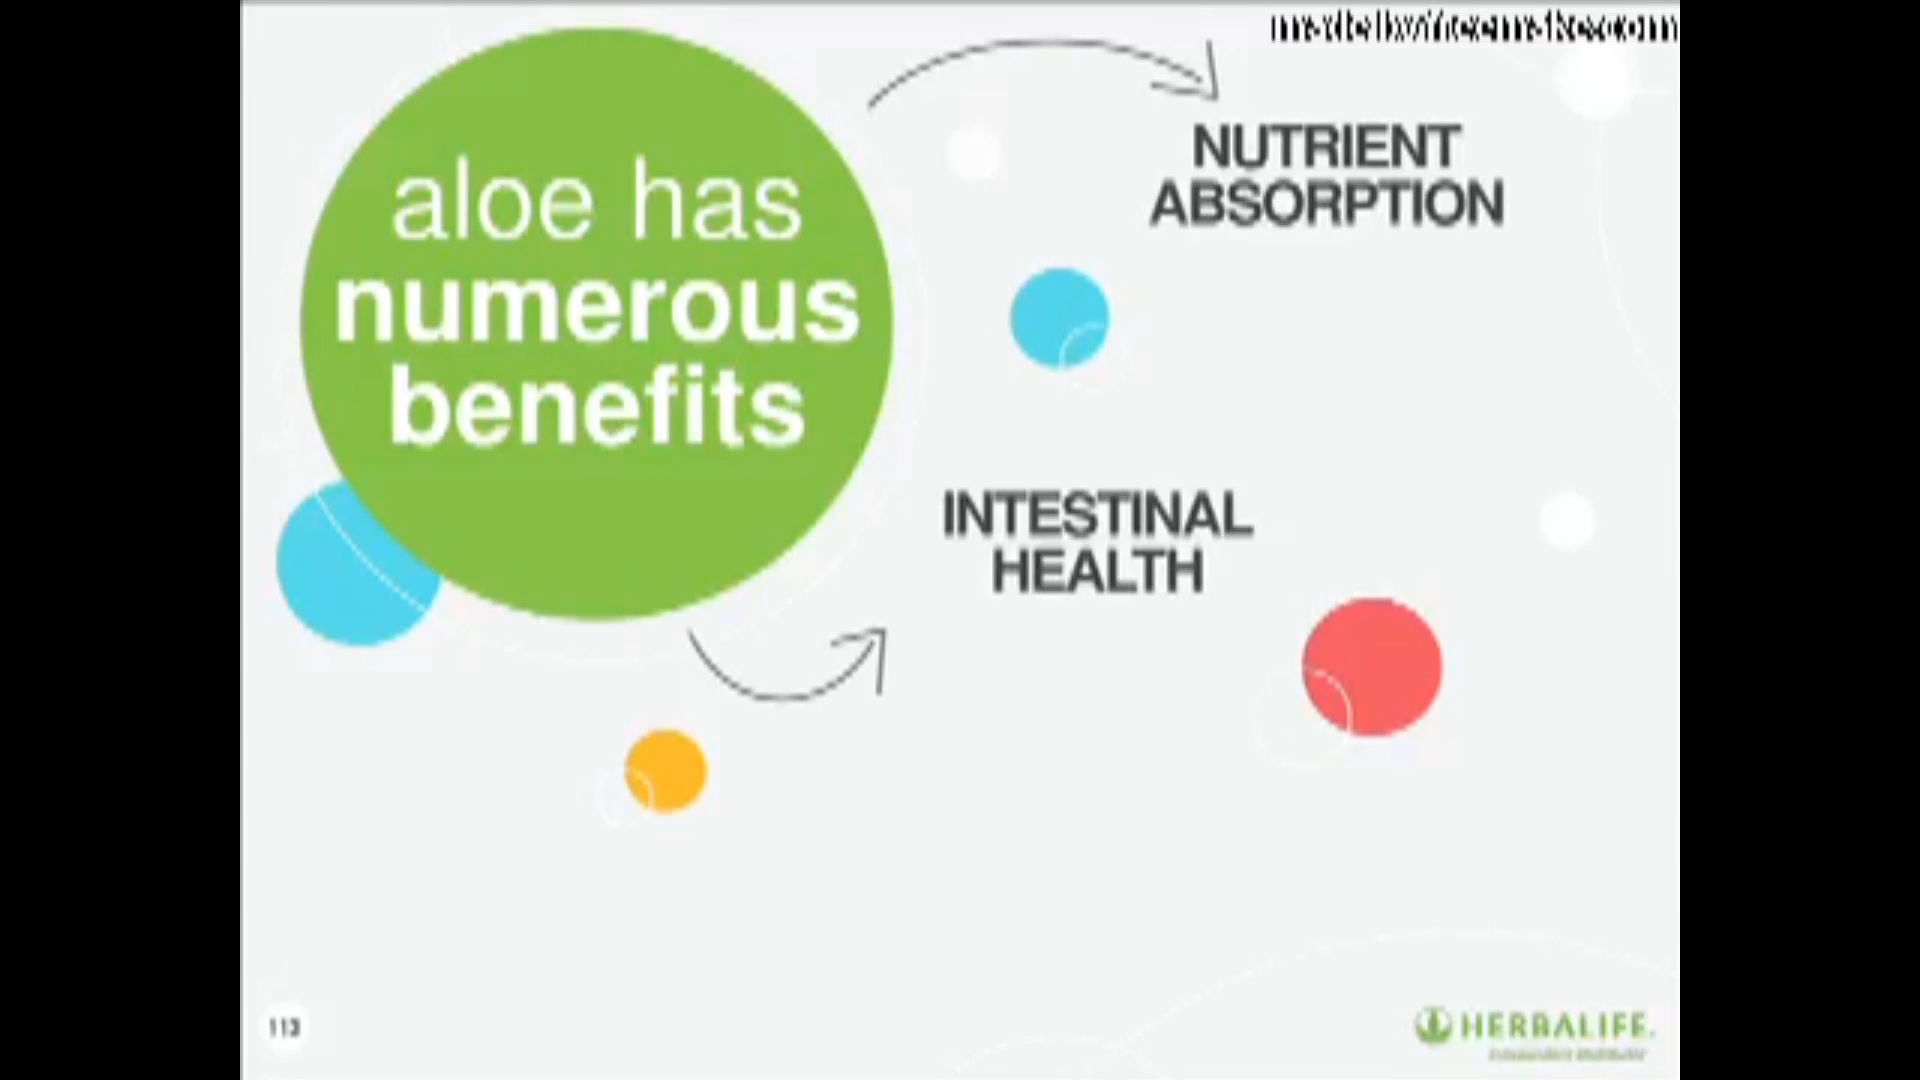 aloe has
numerous
benefits
NUTRIENT
ABSORPTION
INTESTINAL
HEALTH
113
HERBALIFE.